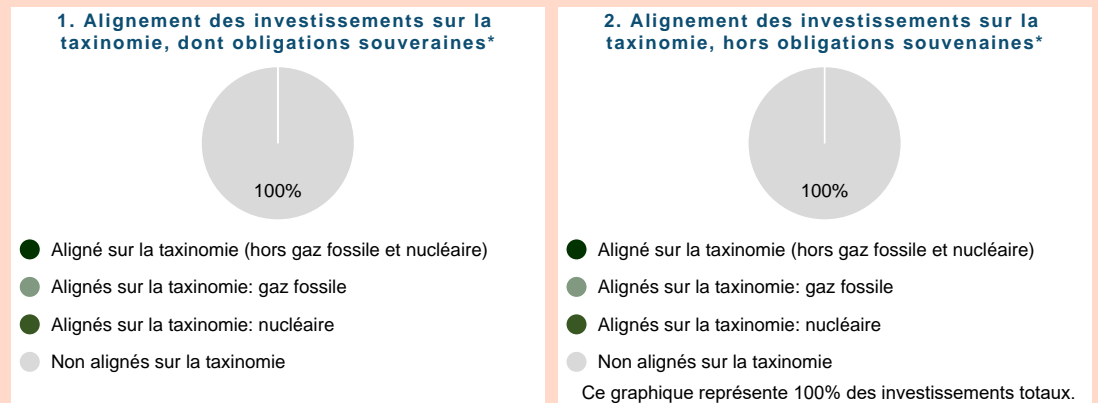 1. Alignement des investissements sur la
taxinomie, dont obligations souveraines*
100%
Aligné sur la taxinomie (hors gaz fossile et nucléaire)
Alignés sur la taxinomie: gaz fossile
Alignés sur la taxinomie: nucléaire
Non alignés sur la taxinomie
2. Alignement des investissements sur la
taxinomie, hors obligations souvenaines*
100%
Aligné sur la taxinomie (hors gaz fossile et nucléaire)
Alignés sur la taxinomie: gaz fossile
Alignés sur la taxinomie: nucléaire
Non alignés sur la taxinomie
Ce graphique représente 100% des investissements totaux.